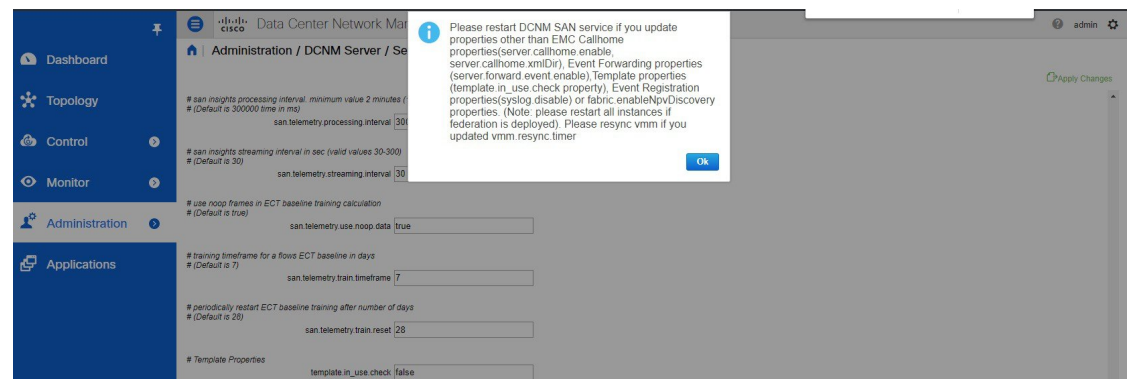 cisco Data Center Network Mar
admin
Administration / DCNM Server / Se
Apply Changes
Dashboard
Topology
Control
Monitor
Administration
Applications
Please restart DCNM SAN service if you update
properties other than EMC Callhome
properties(server.callhome.enable,
server.callhome.xmlDir), Event Forwarding properties
(server.forward.event.enable),Template properties
(template.in_use.check property), Event Registration
properties(syslog.disable) or fabric.enableNpvDiscovery
properties. (Note: please restart all instances if
federation is deployed). Please resync vmm if you
updated vmm.resync.timer
Ok
# san insights processing interval. minimum value 2 minutes (
# (Default is 300000 time in ms)
san.telemetry.processing.interval 300
# san insights streaming interval in sec (valid values 30-300)
# (Default is 30)
san.telemetry.streaming.interval 30
# use noop frames in ECT baseline training calculation
# (Default is true)
san.telemetry.use.noop.data true
# training timeframe for a flows ECT baseline in days
# (Default is 7)
san.telemetry.train.timeframe 7
# periodically restart ECT baseline training after number of days
# (Default is 28)
san.telemetry.train.reset 28
# Template Properties
template.in_use.check false